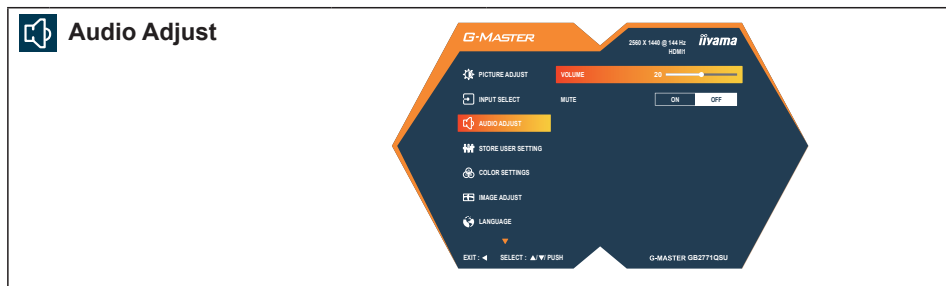 Audio Adjust
G-MASTER
2560 X 1440 @ 144 Hz
HDMI1
iiyama
PICTURE ADJUST
VOLUME
20
INPUT SELECT
MUTE
ON
OFF
AUDIO ADJUST
STORE USER SETTING
COLOR SETTINGS
IMAGE ADJUST
LANGUAGE
EXIT : ◀ SELECT : ▲/▼/ PUSH
G-MASTER GB2771QSU